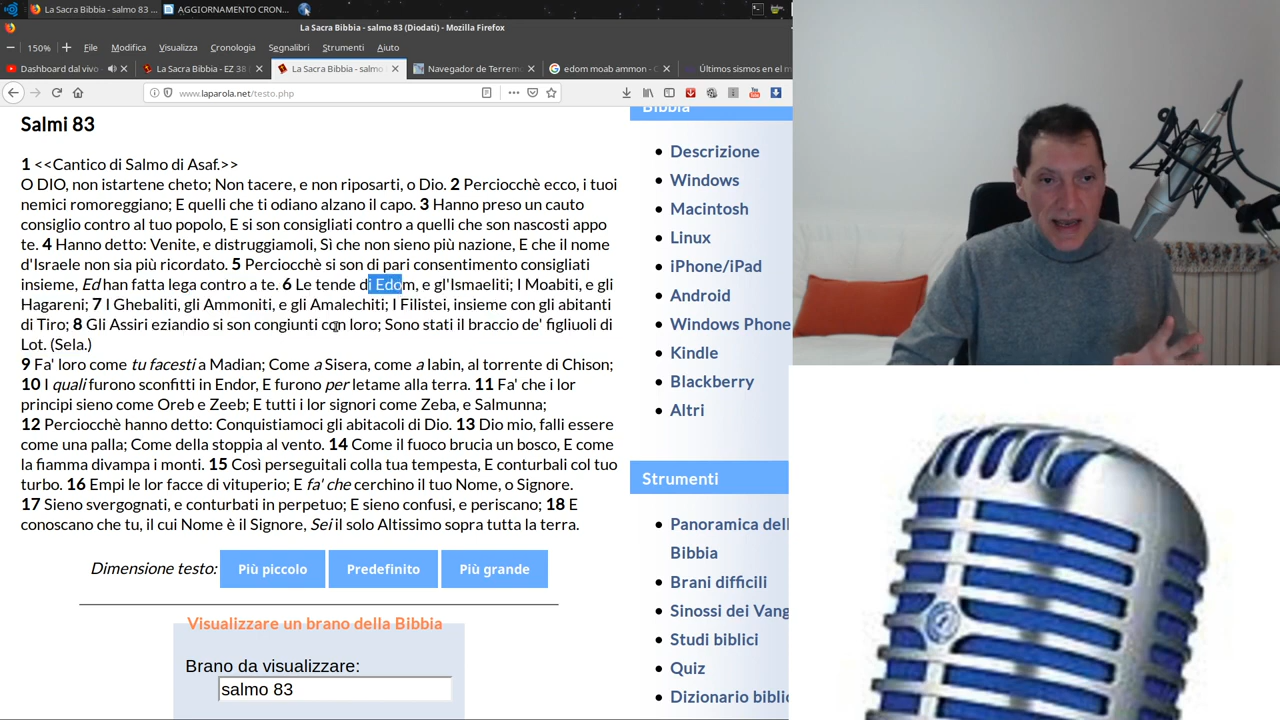 La Sacra Bibbia - salmo 83 ...
AGGIORNAMENTO CRON...
La Sacra Bibbia - salmo 83 (Diodati) - Mozilla Firefox
150%
File
Modifica
Visualizza
Cronologia
Segnalibri
Strumenti
Aiuto
Dashboard dal vivo
La Sacra Bibbia - EZ 38
La Sacra Bibbia - salmo
Navegador de Terrem
edom moab ammon - C
Últimos sismos en el m
www.laparola.net/testo.php
Salmi 83
1 <<Cantico di Salmo di Asaf.>>
O DIO, non istartene cheto; Non tacere, e non riposarti, o Dio. 2 Perciocchè ecco, i tuoi
nemici romoreggiano; E quelli che ti odiano alzano il capo. 3 Hanno preso un cauto
consiglio contro al tuo popolo, E si son consigliati contro a quelli che son nascosti appo
te. 4 Hanno detto: Venite, e distruggiamoli, Sì che non sieno più nazione, E che il nome
d'Israele non sia più ricordato. 5 Perciocchè si son di pari consentimento consigliati
insieme, Ed han fatta lega contro a te. 6 Le tende di Edom, e gl'Ismaeliti; I Moabiti, e gli
Hagareni; 7 I Ghebaliti, gli Ammoniti, e gli Amalechiti; I Filistei, insieme con gli abitanti
di Tiro; 8 Gli Assiri eziandio si son congiunti con loro; Sono stati il braccio de' figliuoli di
Lot. (Sela.)
9 Fa' loro come tu facesti a Madian; Come a Sisera, come a Iabin, al torrente di Chison;
10 I quali furono sconfitti in Endor, E furono per letame alla terra. 11 Fa' che i lor
principi sieno come Oreb e Zeeb; E tutti i lor signori come Zeba, e Salmunna;
12 Perciocchè hanno detto: Conquistiamoci gli abitacoli di Dio. 13 Dio mio, falli essere
come una palla; Come della stoppia al vento. 14 Come il fuoco brucia un bosco, E come
la fiamma divampa i monti. 15 Così perseguitali colla tua tempesta, E conturbali col tuo
turbo. 16 Empi le lor facce di vituperio; E fa' che cerchino il tuo Nome, o Signore.
17 Sieno svergognati, e conturbati in perpetuo; E sieno confusi, e periscano; 18 E
conoscano che tu, il cui Nome è il Signore, Sei il solo Altissimo sopra tutta la terra.
Dimensione testo:
Più piccolo
Predefinito
Più grande
Visualizzare un brano della Bibbia
Brano da visualizzare:
salmo 83
Bibbia
Descrizione
Windows
Macintosh
Linux
iPhone/iPad
Android
Windows Phone
Kindle
Blackberry
Altri
Strumenti
Panoramica dell
Bibbia
Brani difficili
Sinossi dei Vang
Studi biblici
Quiz
Dizionario biblic